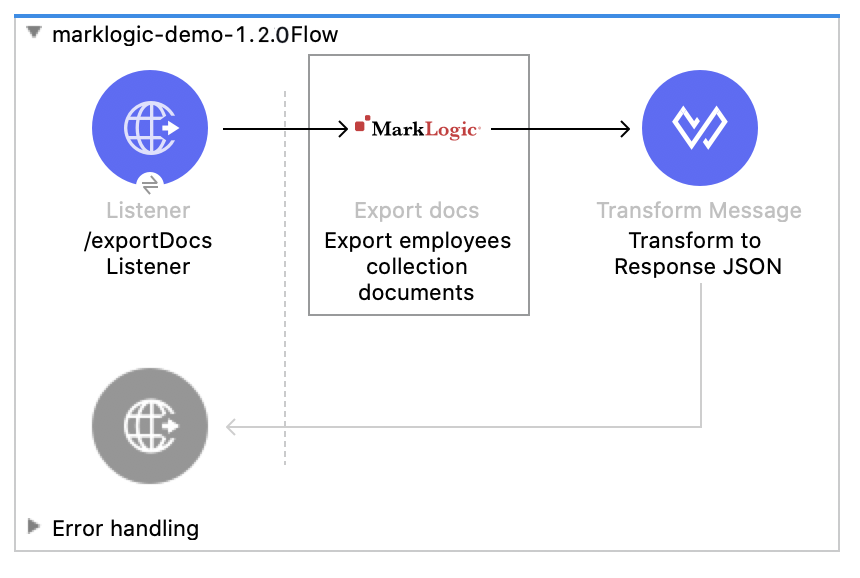 marklogic-demo-1.2.0Flow
MarkLogic
Listener
/exportDocs
Listener
Export docs
Export employees
collection
documents
Transform Message
Transform to
Response JSON
Error handling